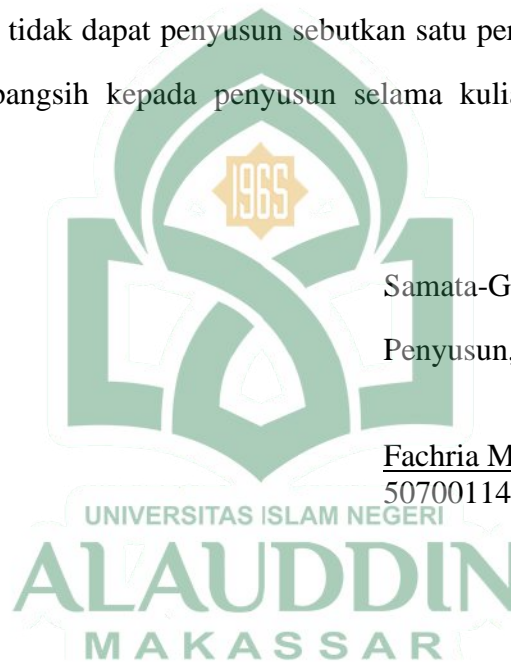 tidak dapat penyusun sebutkan satu per
bangsih kepada penyusun selama kulia
1965
Samata-G
Penyusun,
Fachria M
50700114
UNIVERSITAS ISLAM NEGERI
ALAUDDIN
MAKASSAR